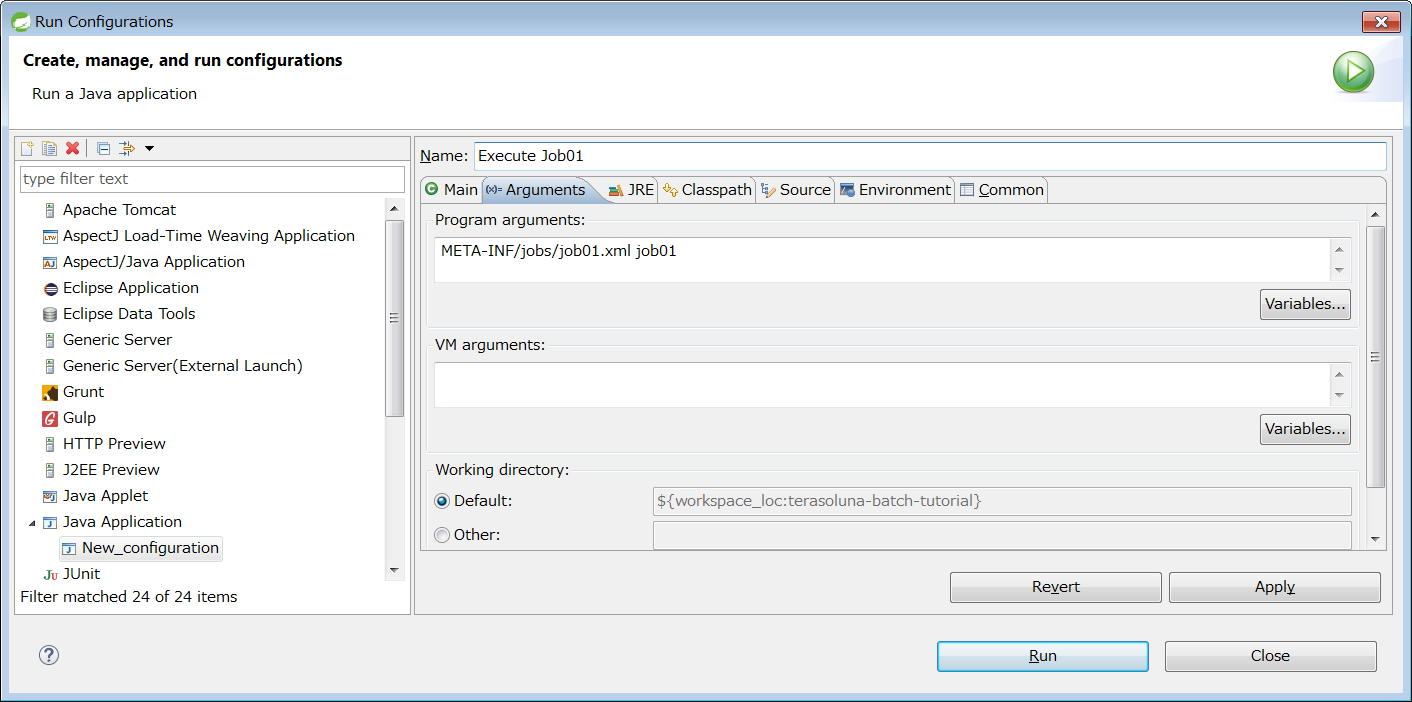 Run Configurations
Create, manage, and run configurations
Run a Java application
type filter text
Apache Tomcat
AspectJ Load-Time Weaving Application
AspectJ/Java Application
Eclipse Application
Eclipse Data Tools
Generic Server
Generic Server(External Launch)
Grunt
Gulp
HTTP Preview
J2EE Preview
Java Applet
Java Application
New_configuration
JUnit
Filter matched 24 of 24 items
Name: Execute Job01
Main (x)= Arguments JRE Classpath Source Environment Common
Program arguments:
META-INF/jobs/job01.xml job01
Variables...
VM arguments:
Variables...
Working directory:
Default: ${workspace_loc:terasoluna-batch-tutorial}
Other:
Revert Apply
Run Close